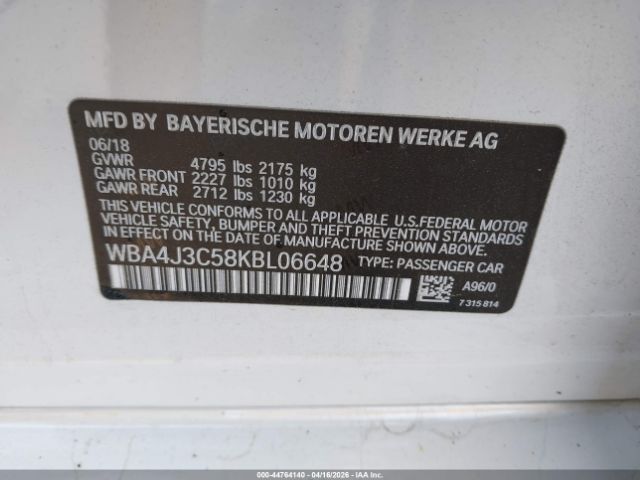 MFD BY BAYERISCHE MOTOREN WERKE AG
06/18
GVWR 4795 lbs 2175 kg
GAWR FRONT 2227 lbs 1010 kg
GAWR REAR 2712 lbs 1230 kg
THIS VEHICLE CONFORMS TO ALL APPLICABLE U.S.FEDERAL MOTOR
VEHICLE SAFETY, BUMPER, AND THEFT PREVENTION STANDARDS
IN EFFECT ON THE DATE OF MANUFACTURE SHOWN ABOVE.
WBA4J3C58KBL06648 TYPE: PASSENGER CAR
A96/0
7 315 814
000-44764140 - 04/16/2026 - IAAI.COM